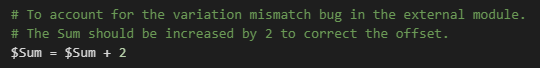 # To account for the variation mismatch bug in the external module.
# The Sum should be increased by 2 to correct the offset.
$Sum = $Sum + 2